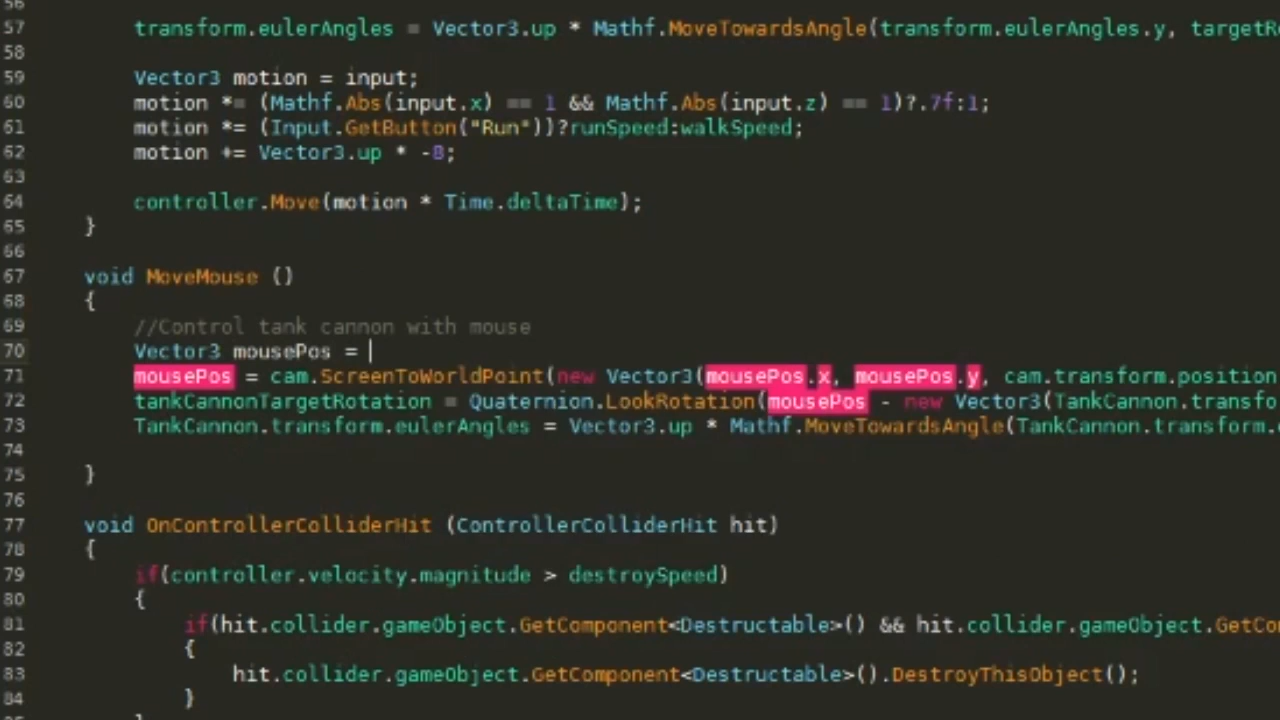 56
57 transform.eulerAngles = Vector3.up * Mathf.MoveTowardsAngle(transform.eulerAngles.y, targetR
58
59 Vector3 motion = input;
60 motion *= (Mathf.Abs(input.x) == 1 && Mathf.Abs(input.z) == 1)?.7f:1;
61 motion *= (Input.GetButton("Run"))?runSpeed:walkSpeed;
62 motion += Vector3.up * -8;
63
64 controller.Move(motion * Time.deltaTime);
65 }
66
67 void MoveMouse ()
68 {
69 //Control tank cannon with mouse
70 Vector3 mousePos =
71 mousePos = cam.ScreenToWorldPoint(new Vector3(mousePos.x, mousePos.y, cam.transform.position
72 tankCannonTargetRotation = Quaternion.LookRotation(mousePos - new Vector3(TankCannon.transfo
73 TankCannon.transform.eulerAngles = Vector3.up * Mathf.MoveTowardsAngle(TankCannon.transform.
74
75 }
76
77 void OnControllerColliderHit (ControllerColliderHit hit)
78 {
79 if(controller.velocity.magnitude > destroySpeed)
80 {
81 if(hit.collider.gameObject.GetComponent<Destructable>() && hit.collider.gameObject.GetCo
82 {
83 hit.collider.gameObject.GetComponent<Destructable>().DestroyThisObject();
84 }